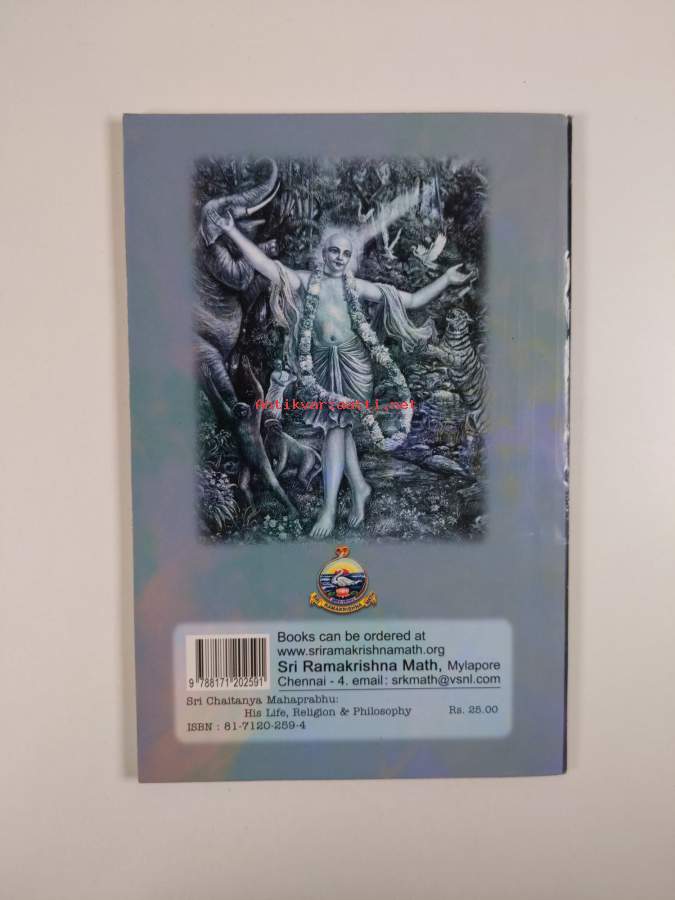 Antikvariaatti.net
RAMAKRISHNA
Books can be ordered at
www.sriramakrishnamath.org
Sri Ramakrishna Math, Mylapore
Chennai - 4. email : srkmath@vsnl.com
9 788171 202591
Sri Chaitanya Mahaprabhu:
His Life, Religion & Philosophy Rs. 25.00
ISBN : 81-7120-259-4